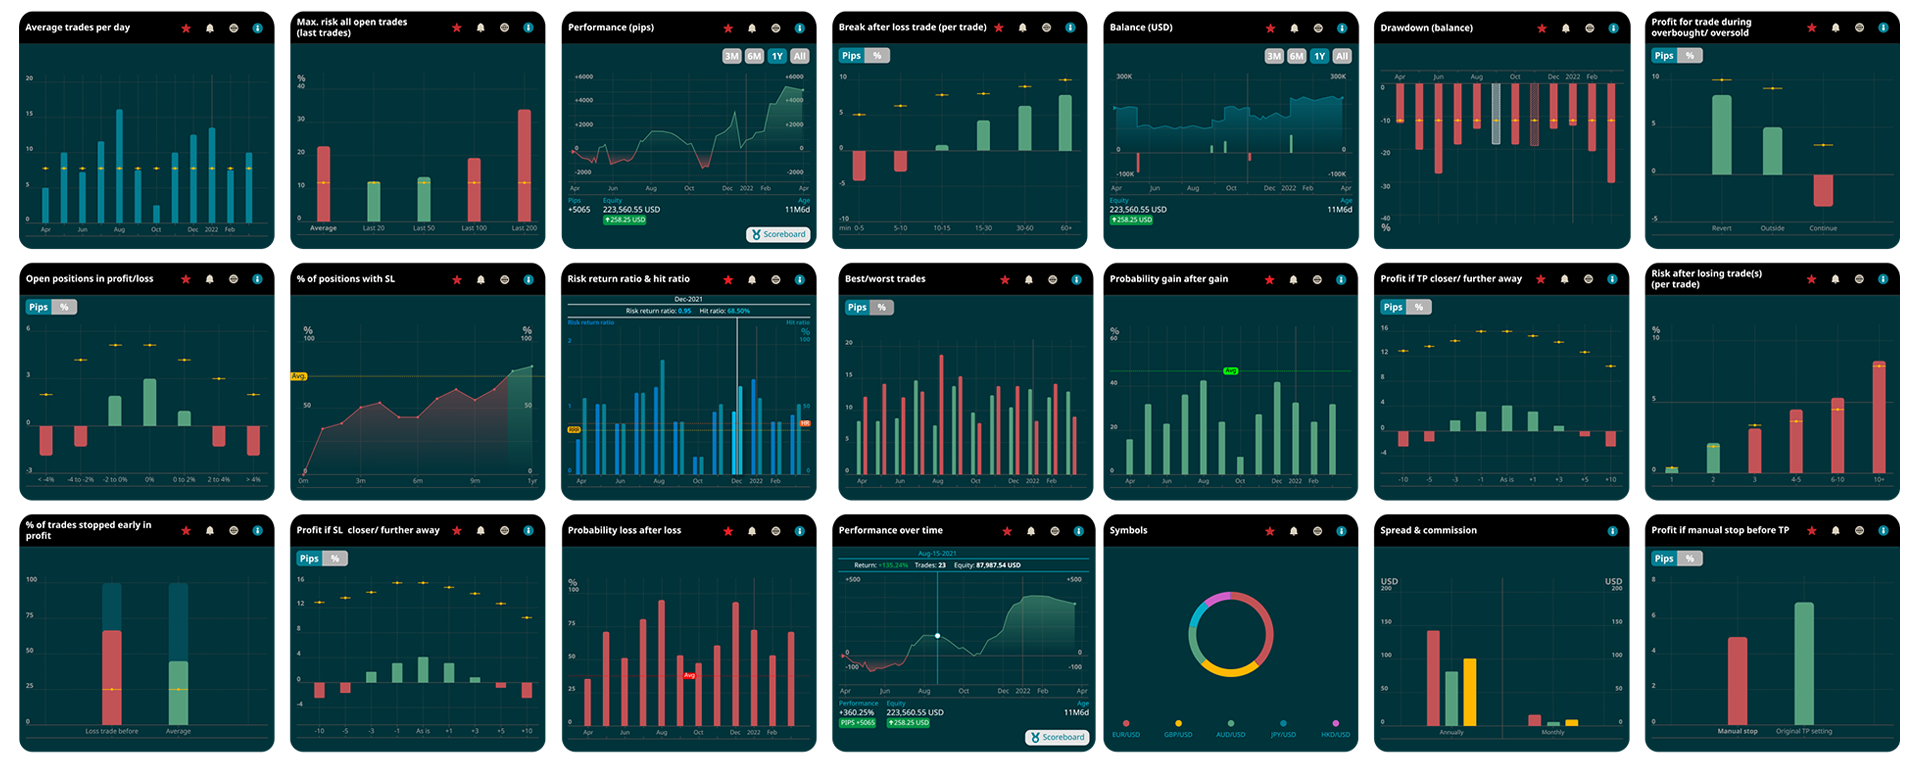 Average trades per day
20
15
10
5
0
Apr Jun Aug Oct Dec 2022 Feb
Max. risk all open trades
(last trades)
%
40
30
20
10
0
Average Last 20 Last 50 Last 100 Last 200
Performance (pips)
3M 6M 1Y All
+6000 +6000
+4000 +4000
+2000 +2000
0 0
-2000 -2000
Apr Jun Aug Oct Dec 2022 Feb Apr
Pips Equity Age
+5065 223,560.55 USD 11M6d
258.25 USD
Scoreboard
Break after loss trade (per trade)
Pips %
10
5
0
-5
-10
min 0-5 5-10 10-15 15-30 30-60 60+
Balance (USD)
3M 6M 1Y All
300K 300K
0 0
-100K -100K
Apr Jun Aug Oct Dec 2022 Feb Apr
Equity Age
223,560.55 USD 11M6d
258.25 USD
Drawdown (balance)
Apr Jun Aug Oct Dec 2022 Feb
0
-10
-20
-30
-40
%
Profit for trade during
overbought/ oversold
Pips %
10
5
0
-5
Revert Outside Continue
Open positions in profit/loss
Pips %
6
3
0
-3
< -4% -4 to -2% -2 to 0% 0% 0 to 2% 2 to 4% > 4%
% of positions with SL
% %
100 100
Avg.
50 50
0 0
0m 3m 6m 9m 1yr
Risk return ratio & hit ratio
Dec-2021
Risk return ratio: 0.95 Hit ratio: 68.50%
Risk return ratio Hit ratio
%
2 100
1 50
RRR HR
0 0
Apr Jun Aug Oct Dec 2022 Feb
Best/worst trades
Pips %
20
15
10
5
0
Apr Jun Aug Oct Dec 2022 Feb
Probability gain after gain
%
60
Avg
40
20
0
Apr Jun Aug Oct Dec 2022 Feb
Profit if TP closer/ further away
Pips %
16
12
8
4
0
-4
-10 -5 -3 -1 As is +1 +3 +5 +10
Risk after losing trade(s)
(per trade)
%
10
5
0
1 2 3 4-5 6-10 10+
% of trades stopped early in
profit
100
75
50
25
0
Loss trade before Average
Profit if SL closer/ further away
Pips %
16
12
8
4
0
-4
-10 -5 -3 -1 As is +1 +3 +5 +10
Probability loss after loss
%
100
75
50
Avg
25
0
Apr Jun Aug Oct Dec 2022 Feb
Performance over time
Aug-15-2021
Return: +135.24% Trades: 23 Equity: 87,987.54 USD
+500 +500
0 0
-100 -100
Apr Jun Aug Oct Dec 2022 Feb Apr
Performance Equity Age
+360.25% 223,560.55 USD 11M6d
PIPS +5065 258.25 USD
Scoreboard
Symbols
EUR/USD GBP/USD AUD/USD JPY/USD HKD/USD
Spread & commission
USD USD
200 200
150 150
100 100
50 50
0 0
Annually Monthly
Profit if manual stop before TP
Pips %
8
6
4
2
0
Manual stop Original TP setting